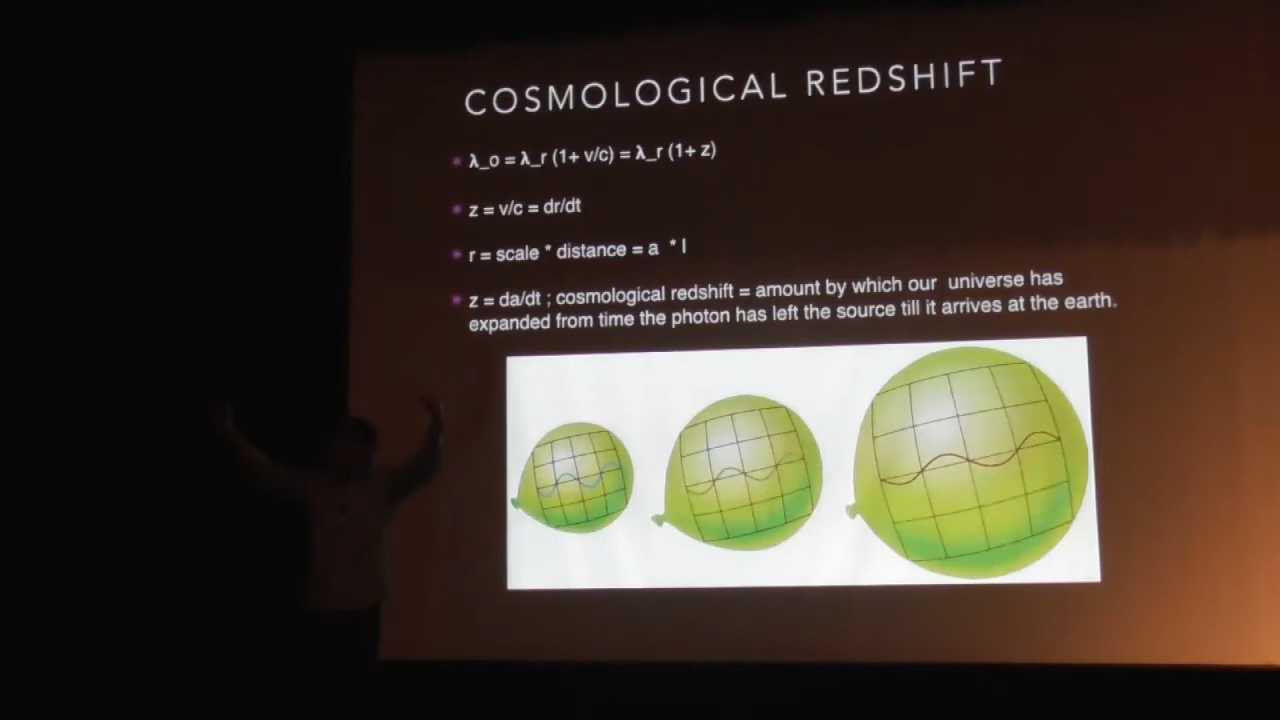 COSMOLOGICAL REDSHIFT
* λ_o = λ_r (1+ v/c) = λ_r (1+ z)
* z = v/c = dr/dt
* r = scale * distance = a * l
* z = da/dt ; cosmological redshift = amount by which our universe has
expanded from time the photon has left the source till it arrives at the earth.